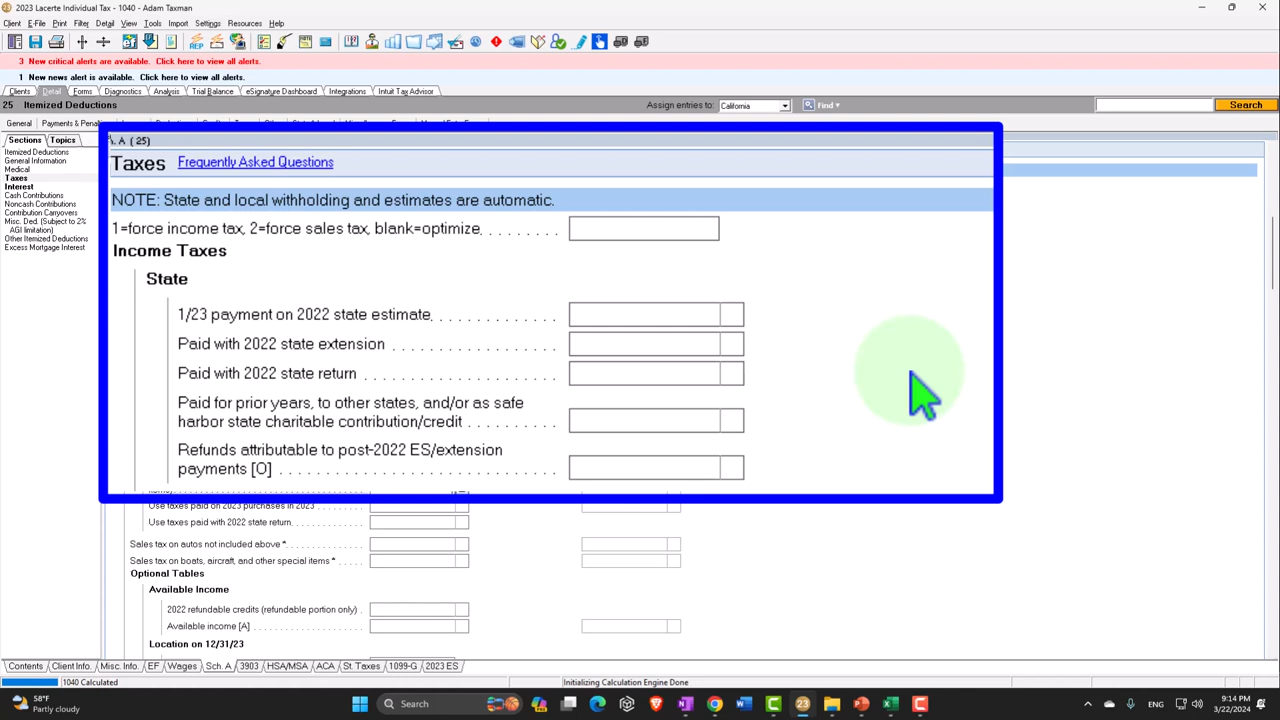 2023 Lacerte Individual Tax - 1040 - Adam Taxman
Client E-File Print Filter Detail View Tools Import Settings Resources Help
REP
3 New critical alerts are available. Click here to view all alerts.
1 New news alert is available. Click here to view all alerts.
Clients Detail Forms Diagnostics Analysis Trial Balance eSignature Dashboard Integrations Intuit Tax Advisor
25 Itemized Deductions Assign entries to: California Find Search
General Payments &
Sections Topics
Itemized Deductions
General Information
Medical
Taxes
Interest
Cash Contributions
Noncash Contributions
Contribution Carryovers
Misc. Ded. (Subject to 2%
AGI limitation)
Other Itemized Deductions
Excess Mortgage Interest
A (25)
Taxes Frequently Asked Questions
NOTE: State and local withholding and estimates are automatic.
1=force income tax, 2=force sales tax, blank=optimize
Income Taxes
State
1/23 payment on 2022 state estimate
Paid with 2022 state extension
Paid with 2022 state return
Paid for prior years, to other states, and/or as safe
harbor state charitable contribution/credit
Refunds attributable to post-2022 ES/extension
payments [O]
Use taxes paid on 2023 purchases in 2023
Use taxes paid with 2022 state return
Sales tax on autos not included above *
Sales tax on boats, aircraft, and other special items *
Optional Tables
Available Income
2022 refundable credits (refundable portion only)
Available income [A]
Location on 12/31/23
Contents Client Info. Misc. Info. EF Wages Sch. A 3903 HSA/MSA ACA St. Taxes 1099-G 2023 ES
1040 Calculated Initializing Calculation Engine Done
58°F
Partly cloudy
Search
23
ENG
9:14 PM
3/22/2024